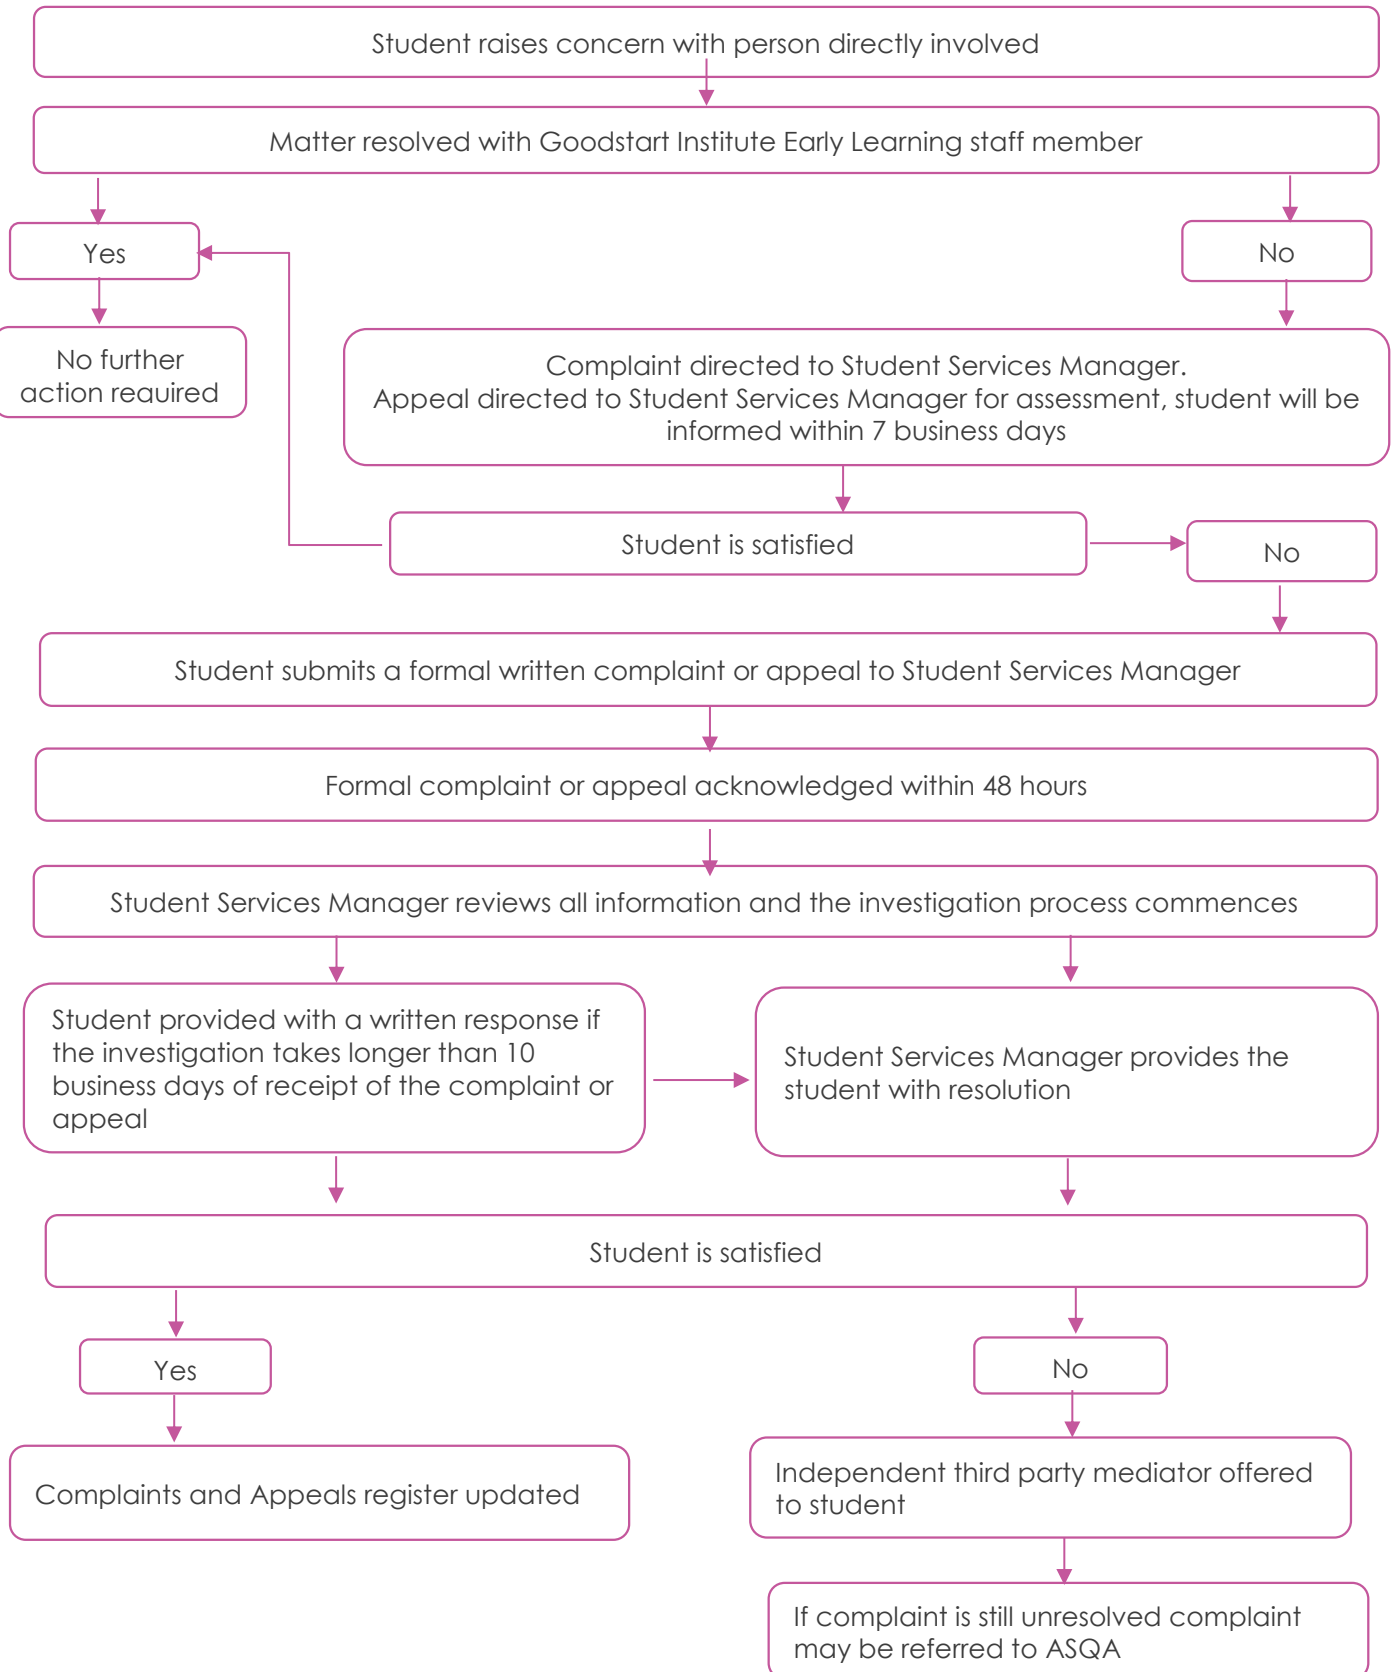 Student raises concern with person directly involved
Matter resolved with Goodstart Institute Early Learning staff member
Yes
No
No further
action required
Complaint directed to Student Services Manager.
Appeal directed to Student Services Manager for assessment, student will be
informed within 7 business days
Student is satisfied
No
Student submits a formal written complaint or appeal to Student Services Manager
Formal complaint or appeal acknowledged within 48 hours
Student Services Manager reviews all information and the investigation process commences
Student provided with a written response if
the investigation takes longer than 10
business days of receipt of the complaint or
appeal
Student Services Manager provides the
student with resolution
Student is satisfied
Yes
No
Complaints and Appeals register updated
Independent third party mediator offered
to student
If complaint is still unresolved complaint
may be referred to ASQA